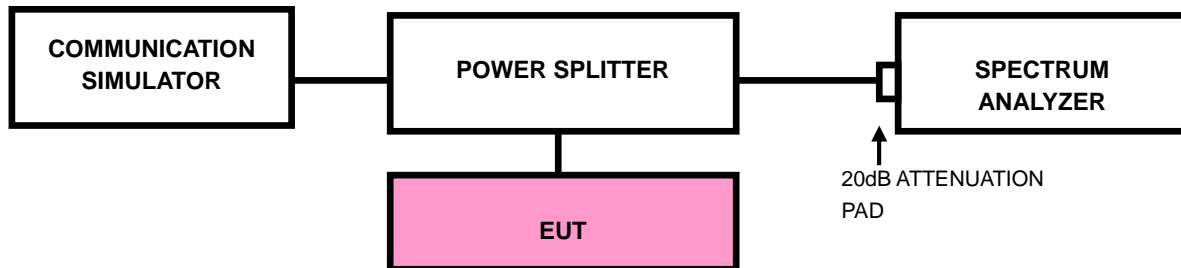 COMMUNICATION
SIMULATOR
POWER SPLITTER
SPECTRUM
ANALYZER
20dB ATTENUATION
PAD
EUT